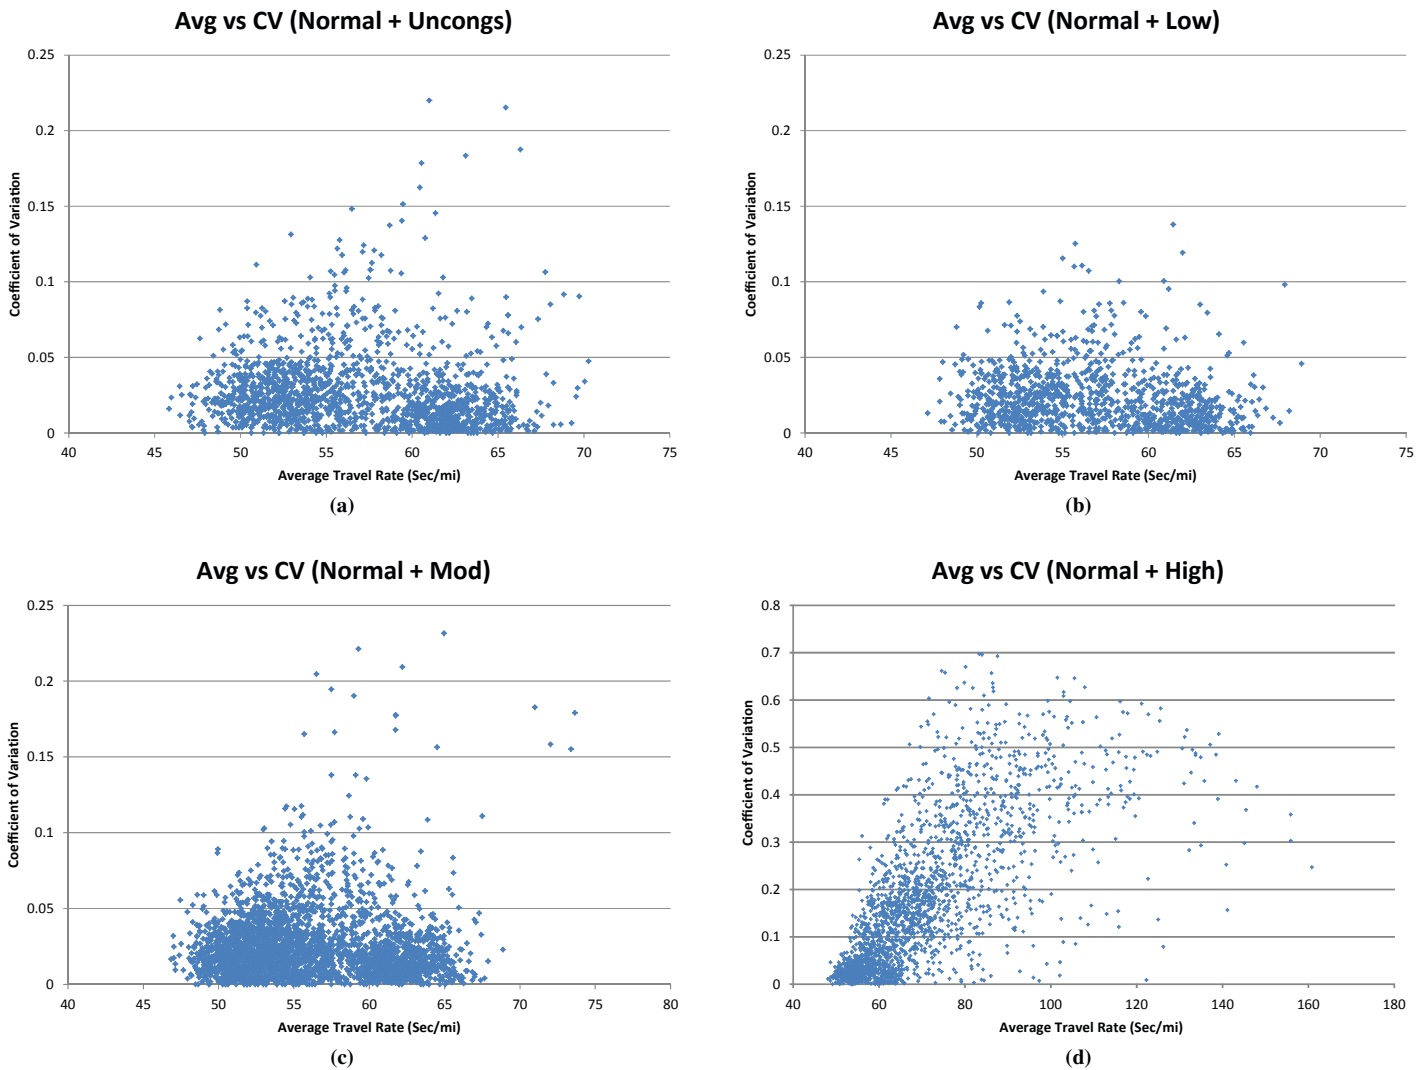 Avg vs CV (Normal + Uncongs)
0.25
0.2
0.15
0.1
0.05
0
Coefficient of Variation
40 45 50 55 60 65 70 75
Average Travel Rate (Sec/mi)
(a)
Avg vs CV (Normal + Low)
0.25
0.2
0.15
0.1
0.05
0
Coefficient of Variation
40 45 50 55 60 65 70 75
Average Travel Rate (Sec/mi)
(b)
Avg vs CV (Normal + Mod)
0.25
0.2
0.15
0.1
0.05
0
Coefficient of Variation
40 45 50 55 60 65 70 75 80
Average Travel Rate (Sec/mi)
(c)
Avg vs CV (Normal + High)
0.8
0.7
0.6
0.5
0.4
0.3
0.2
0.1
0
Coefficient of Variation
40 60 80 100 120 140 160 180
Average Travel Rate (Sec/mi)
(d)